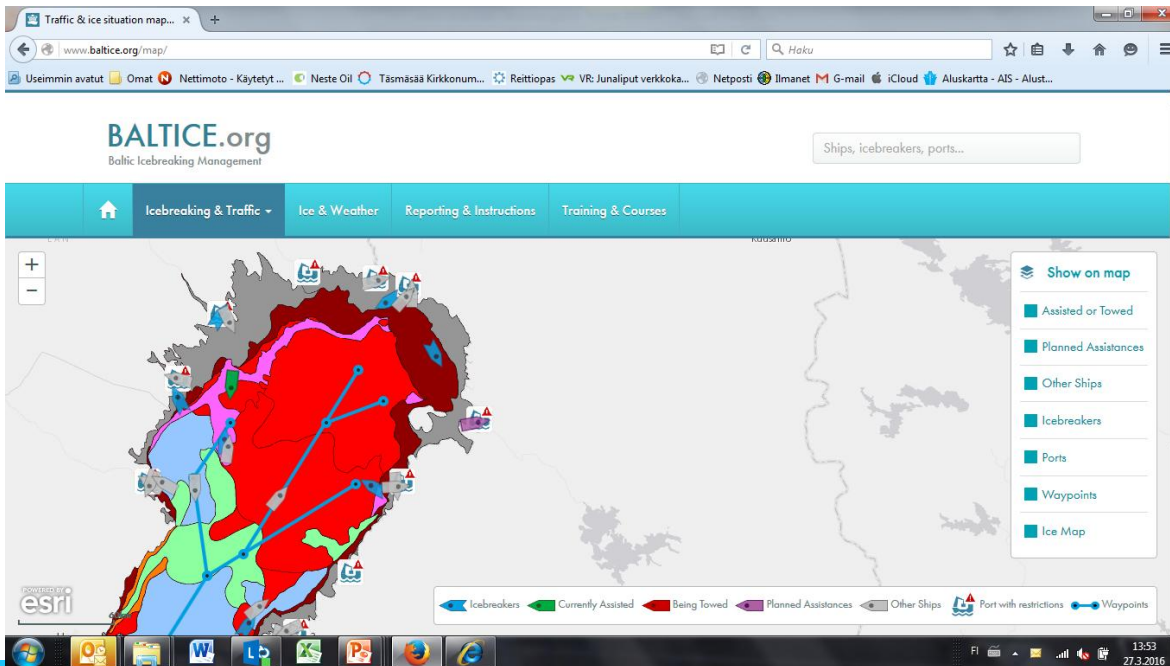 Traffic & ice situation map... × +
www.baltice.org/map/
Haku
Useimmin avatut Omat Nettimoto - Käytetyt ... Neste Oil Täsmäsää Kirkkonum... Reittiopas VR: Junaliput verkkoka... Netposti Ilmanet G-mail iCloud Aluskartta - AIS - Alust...
BALTICE.org
Baltic Icebreaking Management
Ships, icebreakers, ports...
Icebreaking & Traffic
Ice & Weather
Reporting & Instructions
Training & Courses
+
−
Show on map
Assisted or Towed
Planned Assistances
Other Ships
Icebreakers
Ports
Waypoints
Ice Map
POWERED BY
esri
Icebreakers Currently Assisted Being Towed Planned Assistances Other Ships Port with restrictions Waypoints
FI
13:53
27.3.2016